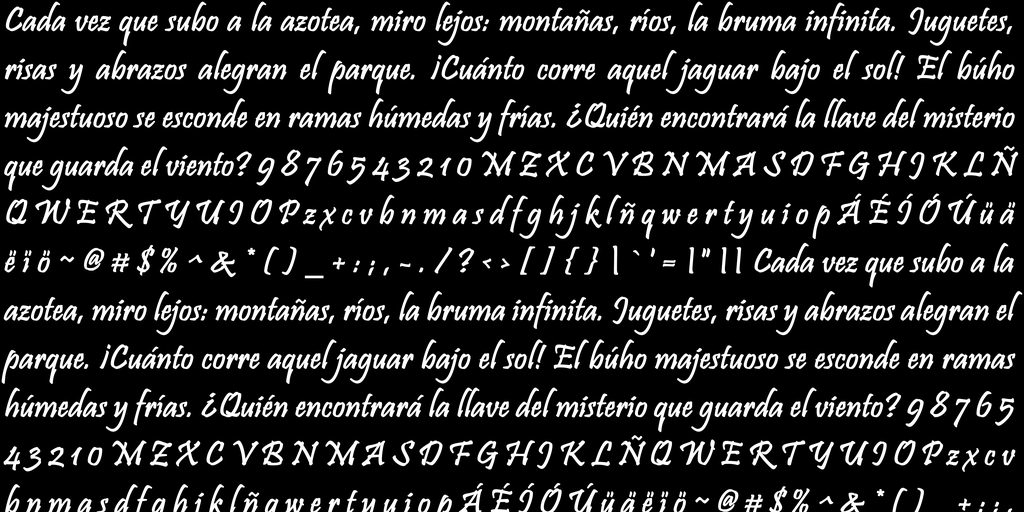 Cada vez que subo a la azotea, miro lejos: montañas, ríos, la bruma infinita. Juguetes,
risas y abrazos alegran el parque. ¡Cuánto corre aquel jaguar bajo el sol! El búho
majestuoso se esconde en ramas húmedas y frías. ¿Quién encontrará la llave del misterio
que guarda el viento? 9 8 7 6 5 4 3 2 1 0 M Z X C V B N M A S D F G H J K L Ñ
Q W E R T Y U I O P z x c v b n m a s d f g h j k l ñ q w e r t y u i o p Á É Í Ó Ú ü ä
ë ï ö ~ @ # $ % ^ & * ( ) _ + : ; , - . / ? < > [ ] { } | ` ' = \" \ | Cada vez que subo a la
azotea, miro lejos: montañas, ríos, la bruma infinita. Juguetes, risas y abrazos alegran el
parque. ¡Cuánto corre aquel jaguar bajo el sol! El búho majestuoso se esconde en ramas
húmedas y frías. ¿Quién encontrará la llave del misterio que guarda el viento? 9 8 7 6 5
4 3 2 1 0 M Z X C V B N M A S D F G H J K L Ñ Q W E R T Y U I O P z x c v
b n m a s d f g h j k l ñ q w e r t y u i o p Á É Í Ó Ú ü ä ë ï ö ~ @ # $ % ^ & * ( ) _ + : ; ,